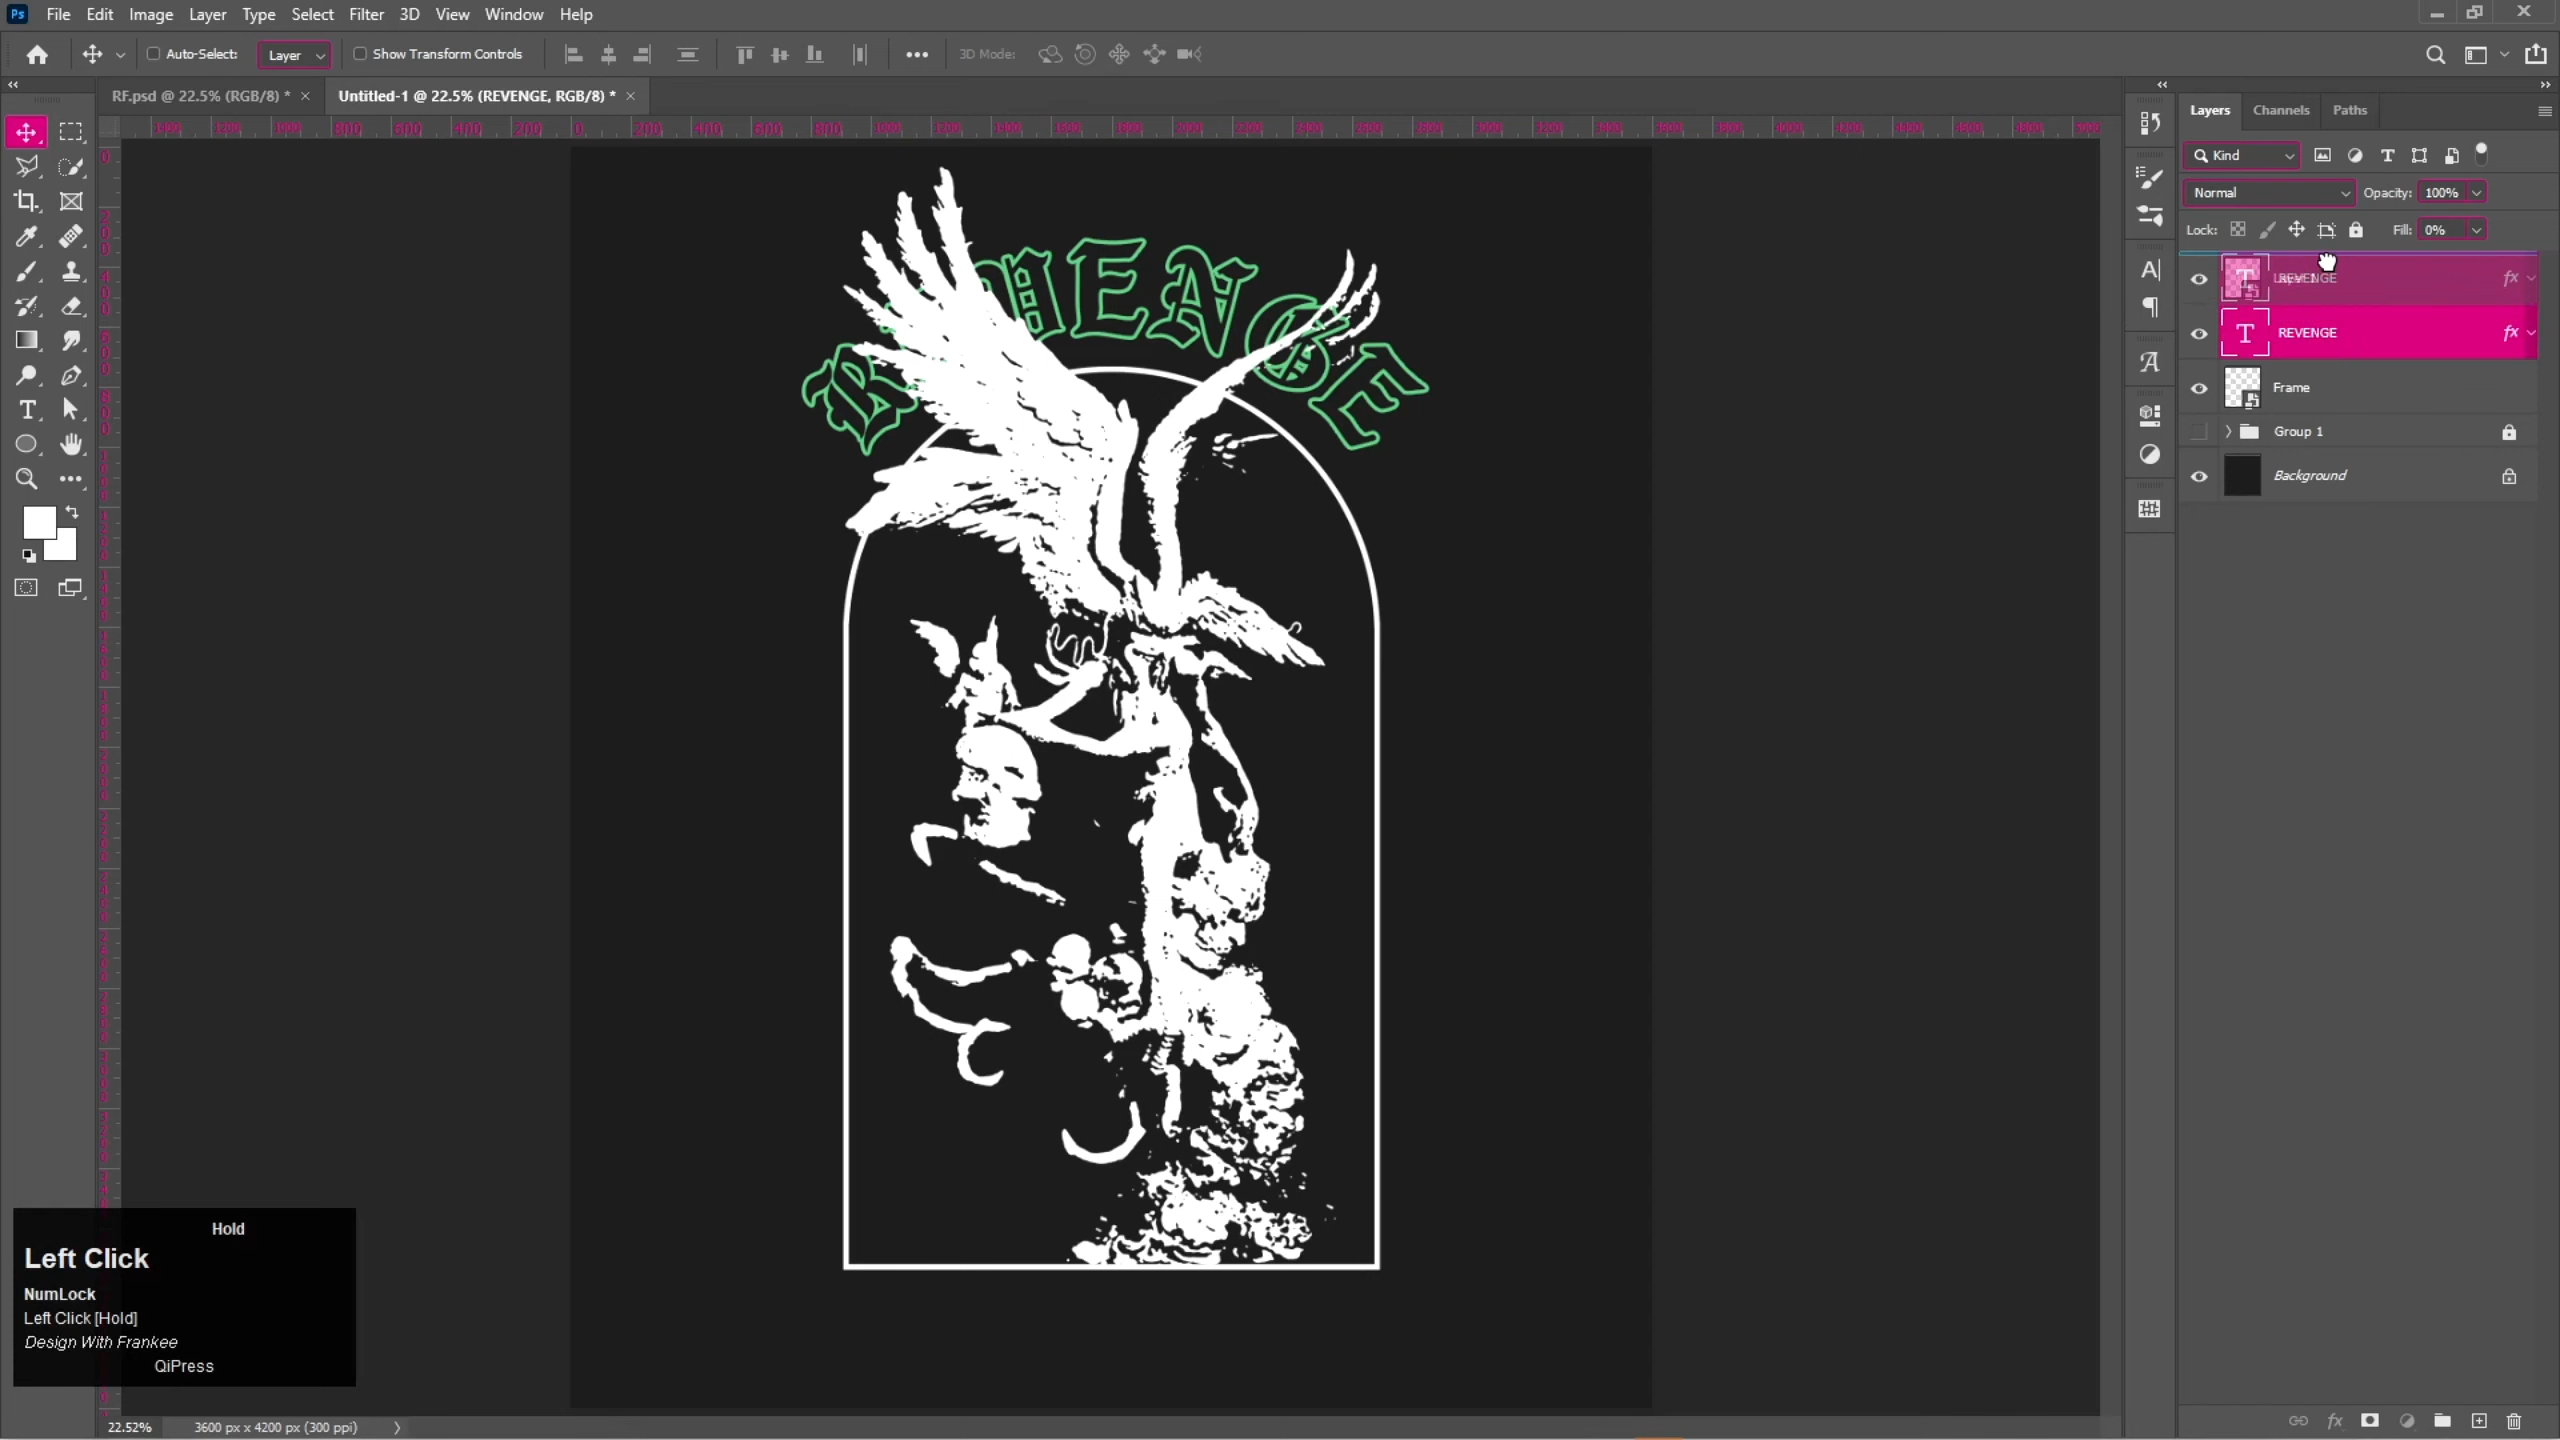 Ps File Edit Image Layer Type Select Filter 3D View Window Help
Auto-Select: Layer Show Transform Controls 3D Mode:
RF.psd @ 22.5% (RGB/8) * Untitled-1 @ 22.5% (REVENGE, RGB/8) *
Layers Channels Paths
Kind
Normal Opacity: 100%
Lock: Fill: 0%
REVENGE fx
REVENGE fx
Frame
Group 1
Background
Hold
Left Click
NumLock
Left Click [Hold]
Design With Frankee
QiPress
22.52% 3600 px x 4200 px (300 ppi)